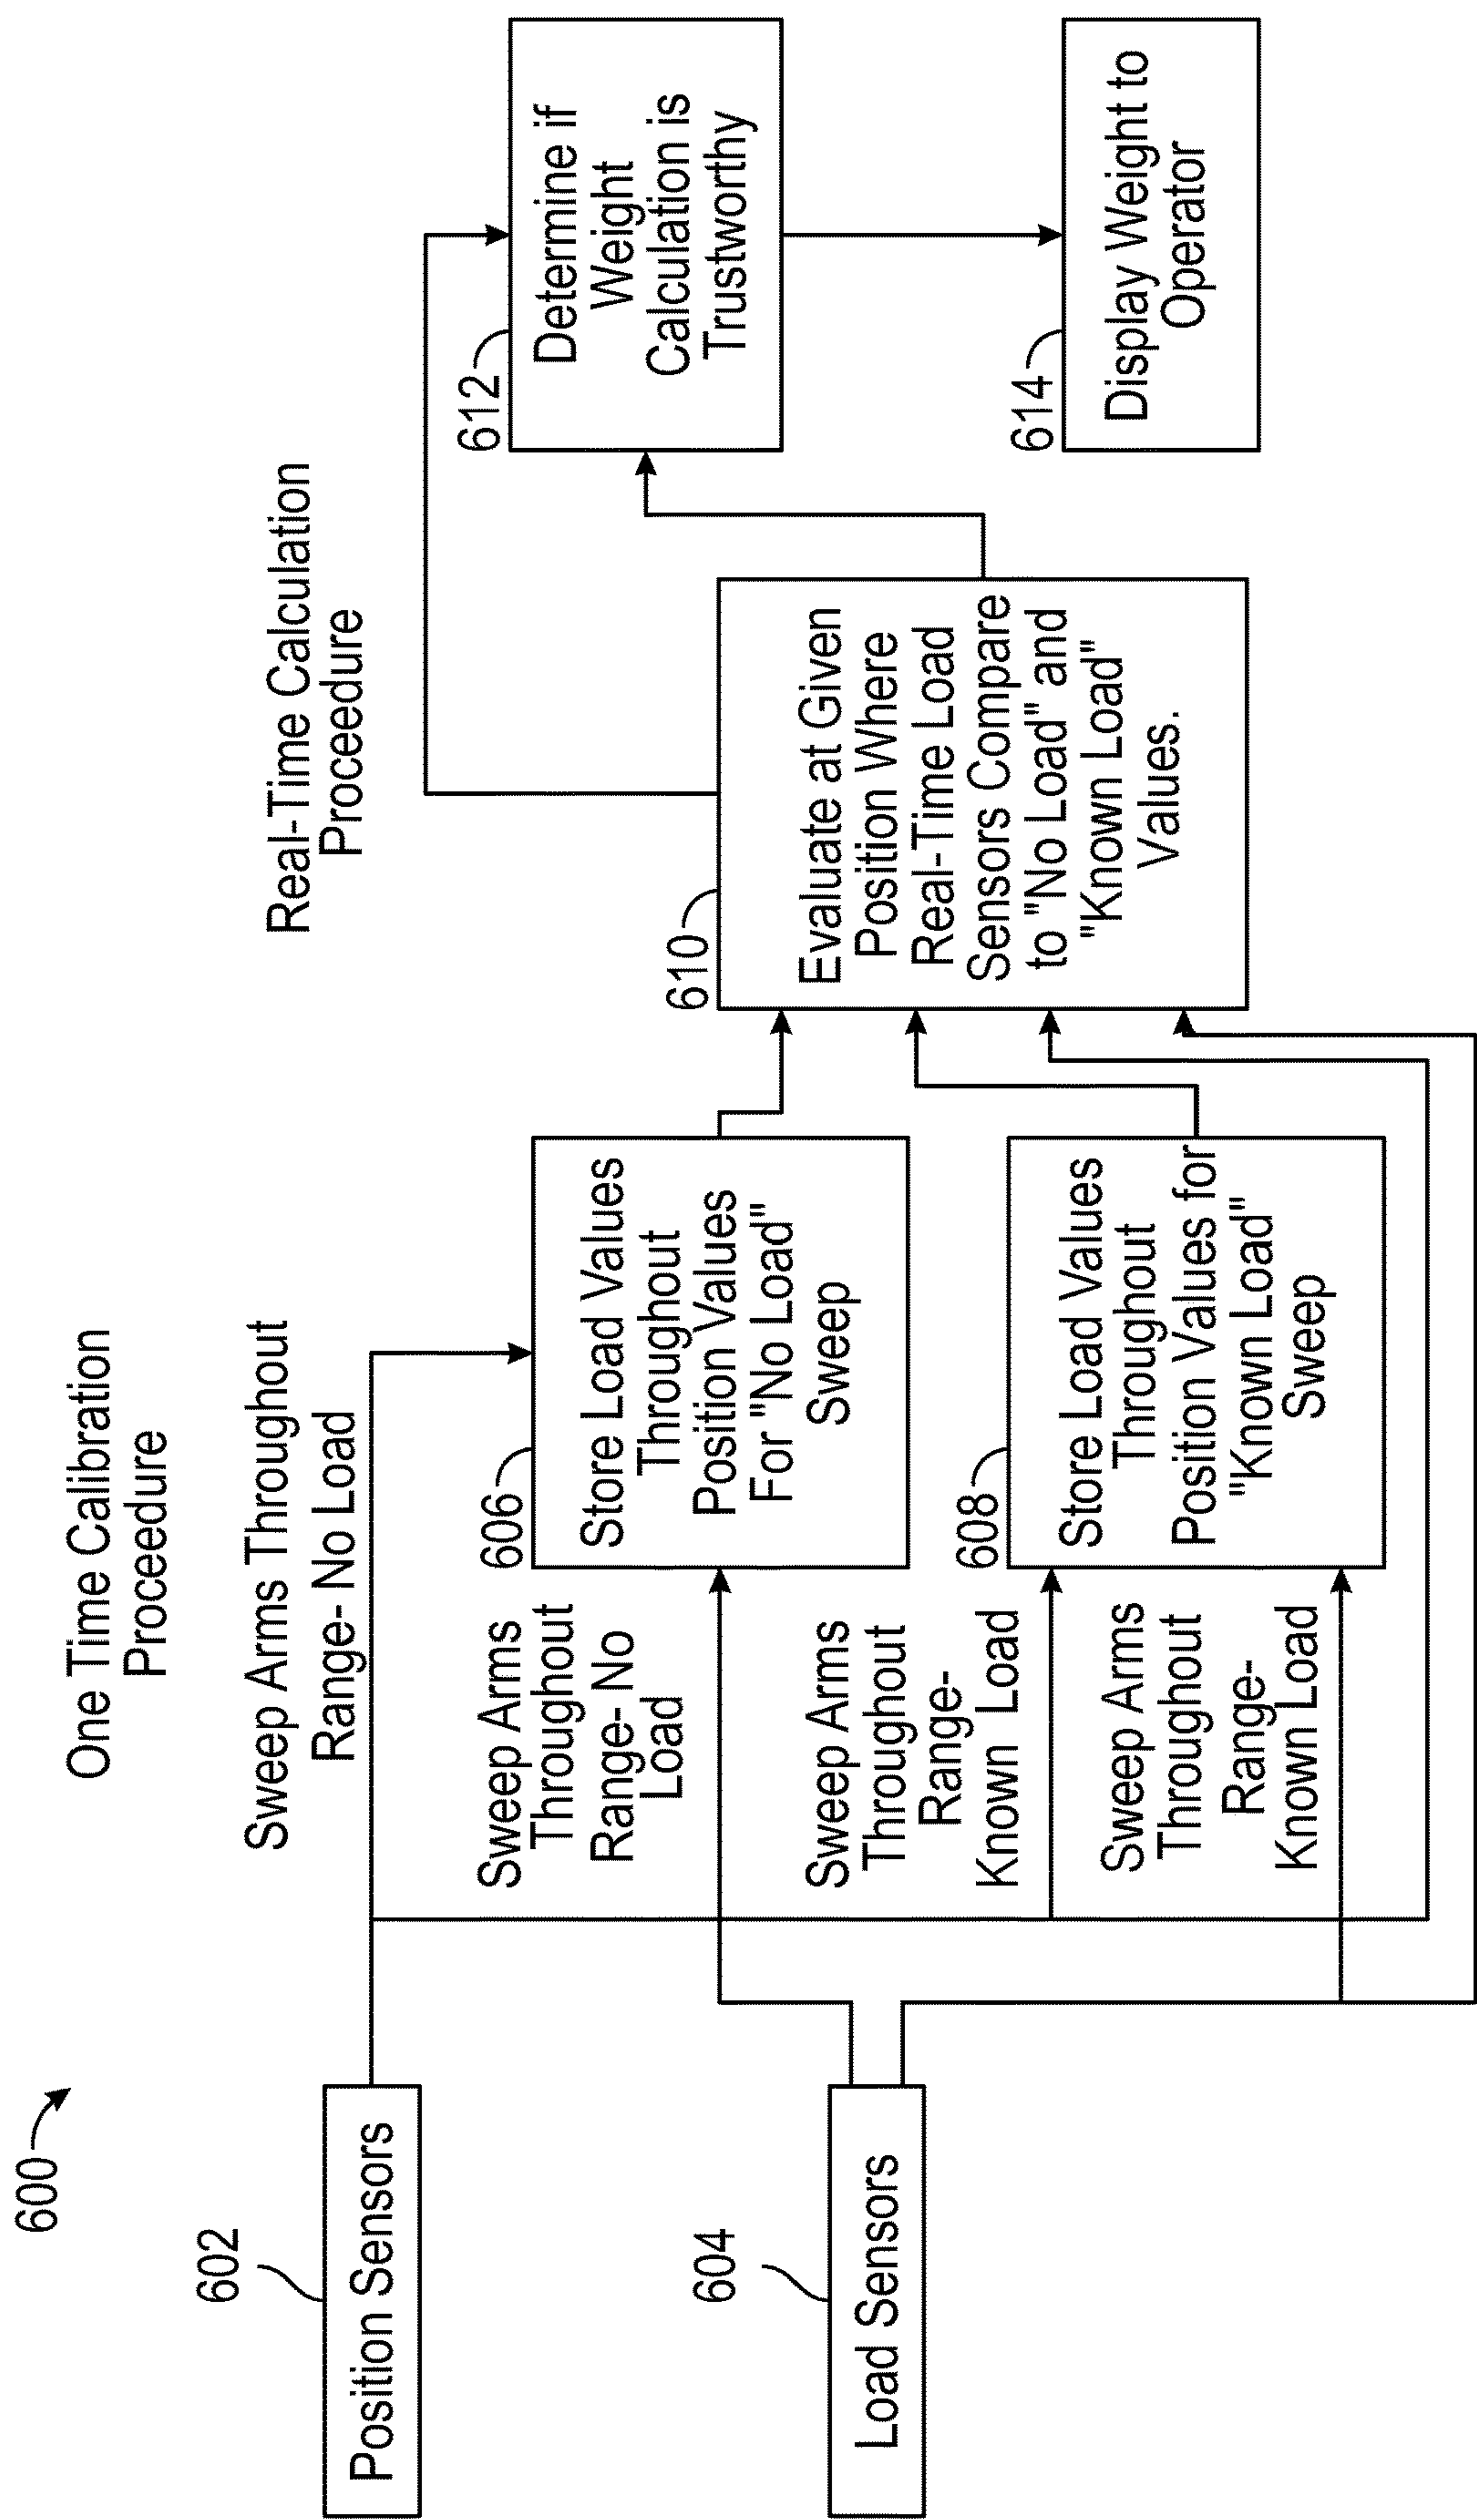 600
One Time Calibration
Proceedure
Real-Time Calculation
Proceedure
602
Position Sensors
604
Load Sensors
Sweep Arms Throughout
Range- No Load
Sweep Arms
Throughout
Range- No
Load
Sweep Arms
Throughout
Range-
Known Load
Sweep Arms
Throughout
Range-
Known Load
606
Store Load Values
Throughout
Position Values
For "No Load"
Sweep
608
Store Load Values
Throughout
Position Values for
"Known Load"
Sweep
610
Evaluate at Given
Position Where
Real-Time Load
Sensors Compare
to "No Load" and
"Known Load"
Values.
612
Determine if
Weight
Calculation is
Trustworthy
614
Display Weight to
Operator